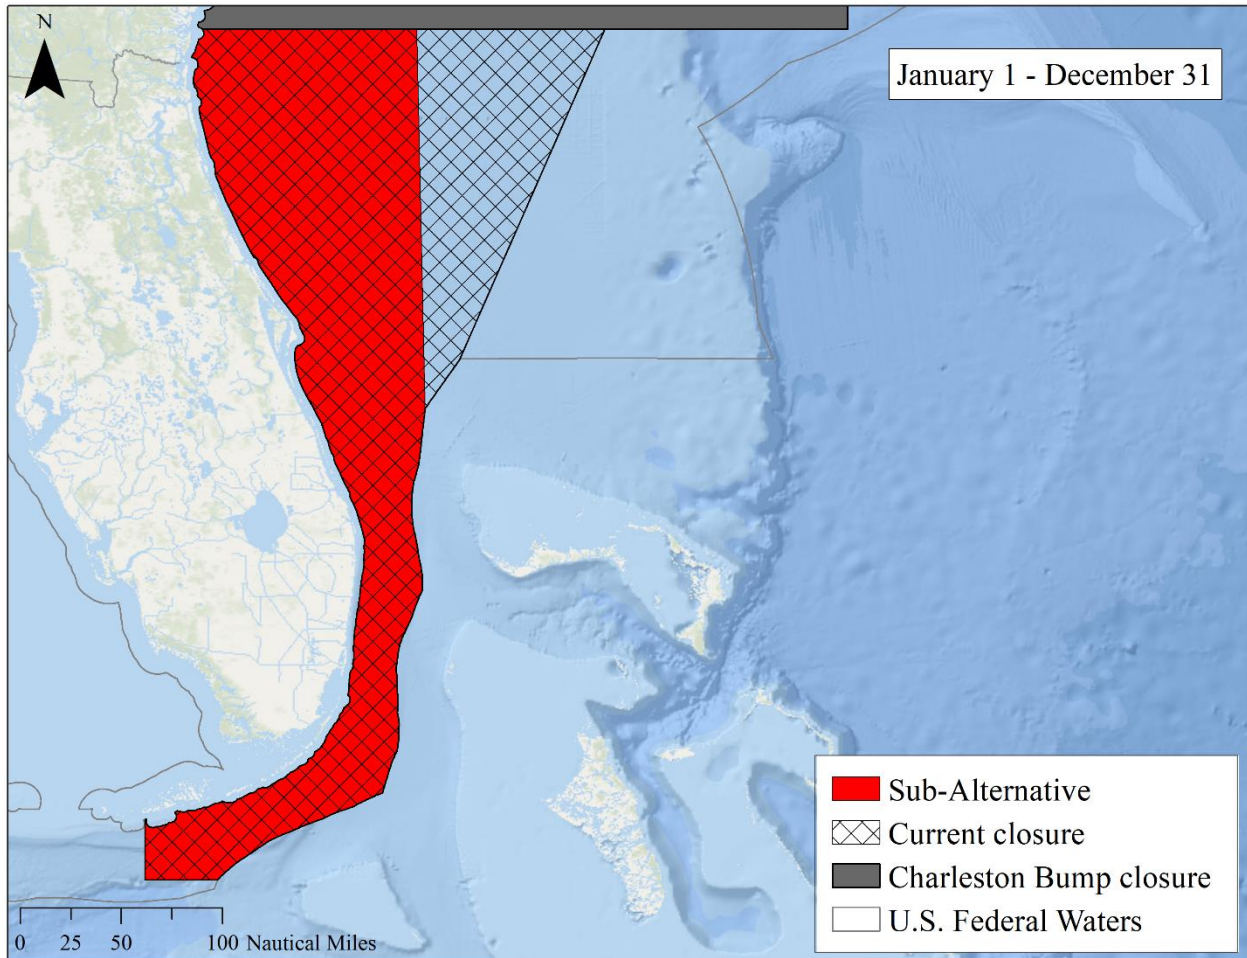 N
January 1 - December 31
Sub-Alternative
Current closure
Charleston Bump closure
U.S. Federal Waters
0 25 50 100 Nautical Miles